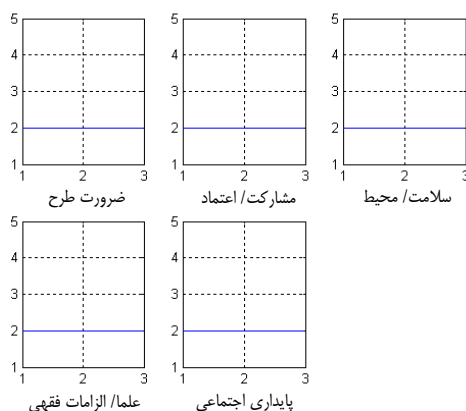 5 5 5
4 4 4
3 3 3
2 2 2
1 1 1
1 2 3 1 2 3 1 2 3
ضرورت طرح
مشارکت/ اعتماد
سلامت/ محیط
5 5
4 4
3 3
2 2
1 1
1 2 3 1 2 3
علما/ الزامات فقهی
پایداری اجتماعی